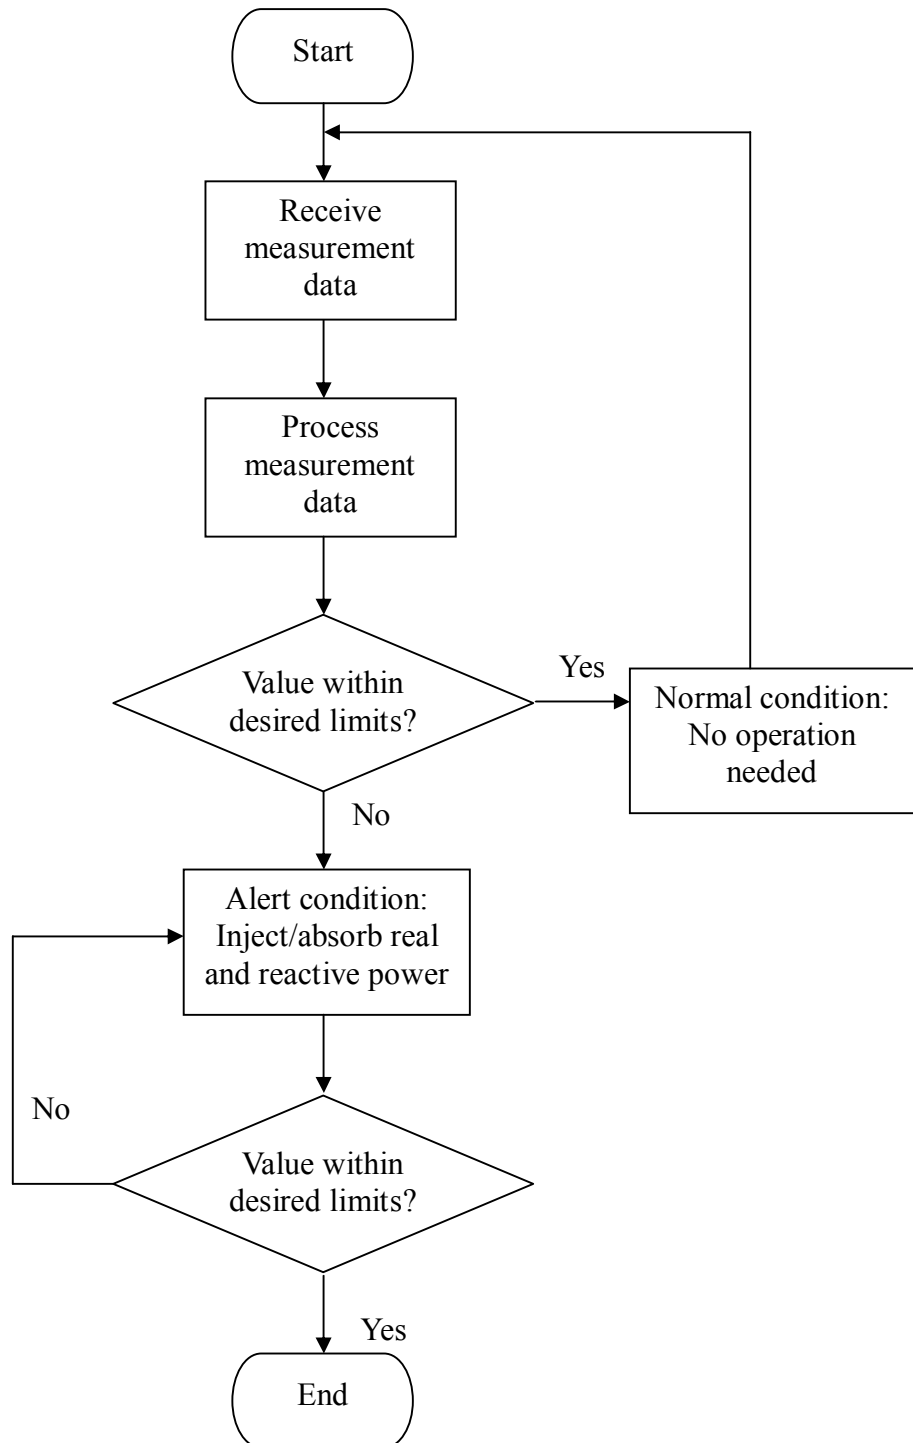 Start
Receive
measurement
data
Process
measurement
data
Value within
desired limits?
Yes
Normal condition:
No operation
needed
No
Alert condition:
Inject/absorb real
and reactive power
No
Value within
desired limits?
Yes
End